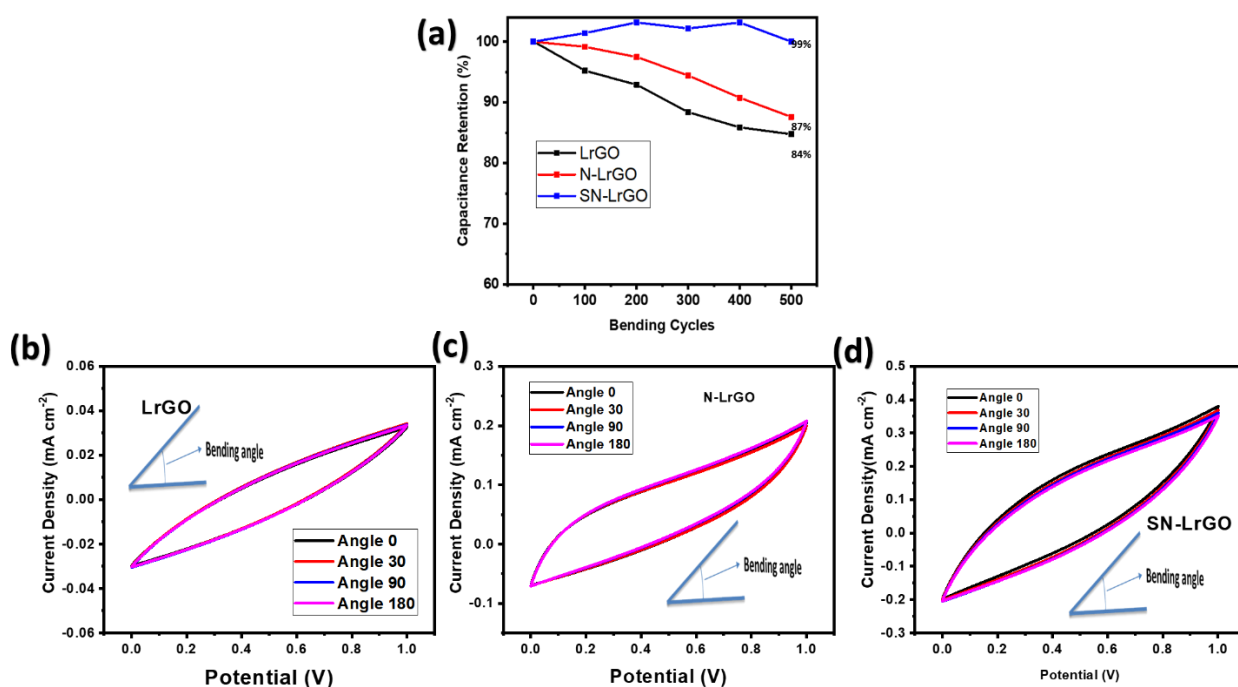 (a)
Capacitance Retention (%)
100
90
80
70
60
99%
87%
84%
LrGO
N-LrGO
SN-LrGO
0 100 200 300 400 500
Bending Cycles
(b)
Current Density (mA cm⁻²)
0.06
0.04
0.02
0.00
-0.02
-0.04
-0.06
LrGO
Bending angle
Angle 0
Angle 30
Angle 90
Angle 180
0.0 0.2 0.4 0.6 0.8 1.0
Potential (V)
(c)
Current Density(mA cm⁻²)
0.3
0.2
0.1
0.0
-0.1
Angle 0
Angle 30
Angle 90
Angle 180
N-LrGO
Bending angle
0.0 0.2 0.4 0.6 0.8 1.0
Potential (V)
(d)
Current Density(mA cm⁻²)
0.5
0.4
0.3
0.2
0.1
0.0
-0.1
-0.2
-0.3
Angle 0
Angle 30
Angle 90
Angle 180
SN-LrGO
Bending angle
0.0 0.2 0.4 0.6 0.8 1.0
Potential (V)